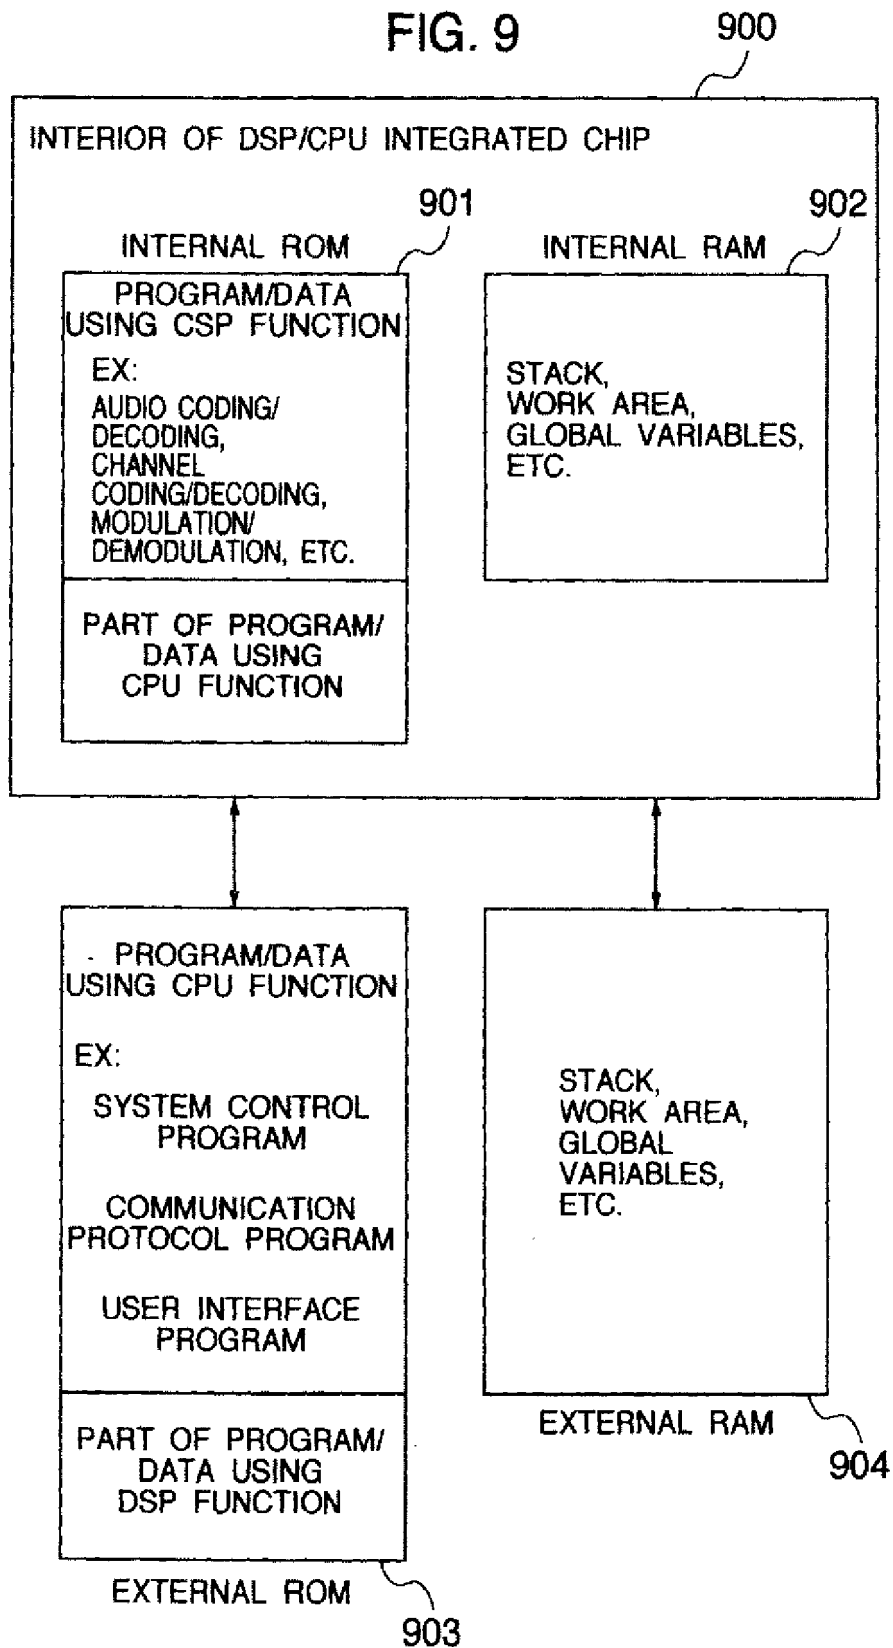 FIG. 9
900
INTERIOR OF DSP/CPU INTEGRATED CHIP
901
INTERNAL ROM
PROGRAM/DATA
USING CSP FUNCTION
EX:
AUDIO CODING/
DECODING,
CHANNEL
CODING/DECODING,
MODULATION/
DEMODULATION, ETC.
PART OF PROGRAM/
DATA USING
CPU FUNCTION
902
INTERNAL RAM
STACK,
WORK AREA,
GLOBAL VARIABLES,
ETC.
PROGRAM/DATA
USING CPU FUNCTION
EX:
SYSTEM CONTROL
PROGRAM
COMMUNICATION
PROTOCOL PROGRAM
USER INTERFACE
PROGRAM
PART OF PROGRAM/
DATA USING
DSP FUNCTION
EXTERNAL ROM
903
STACK,
WORK AREA,
GLOBAL
VARIABLES,
ETC.
EXTERNAL RAM
904